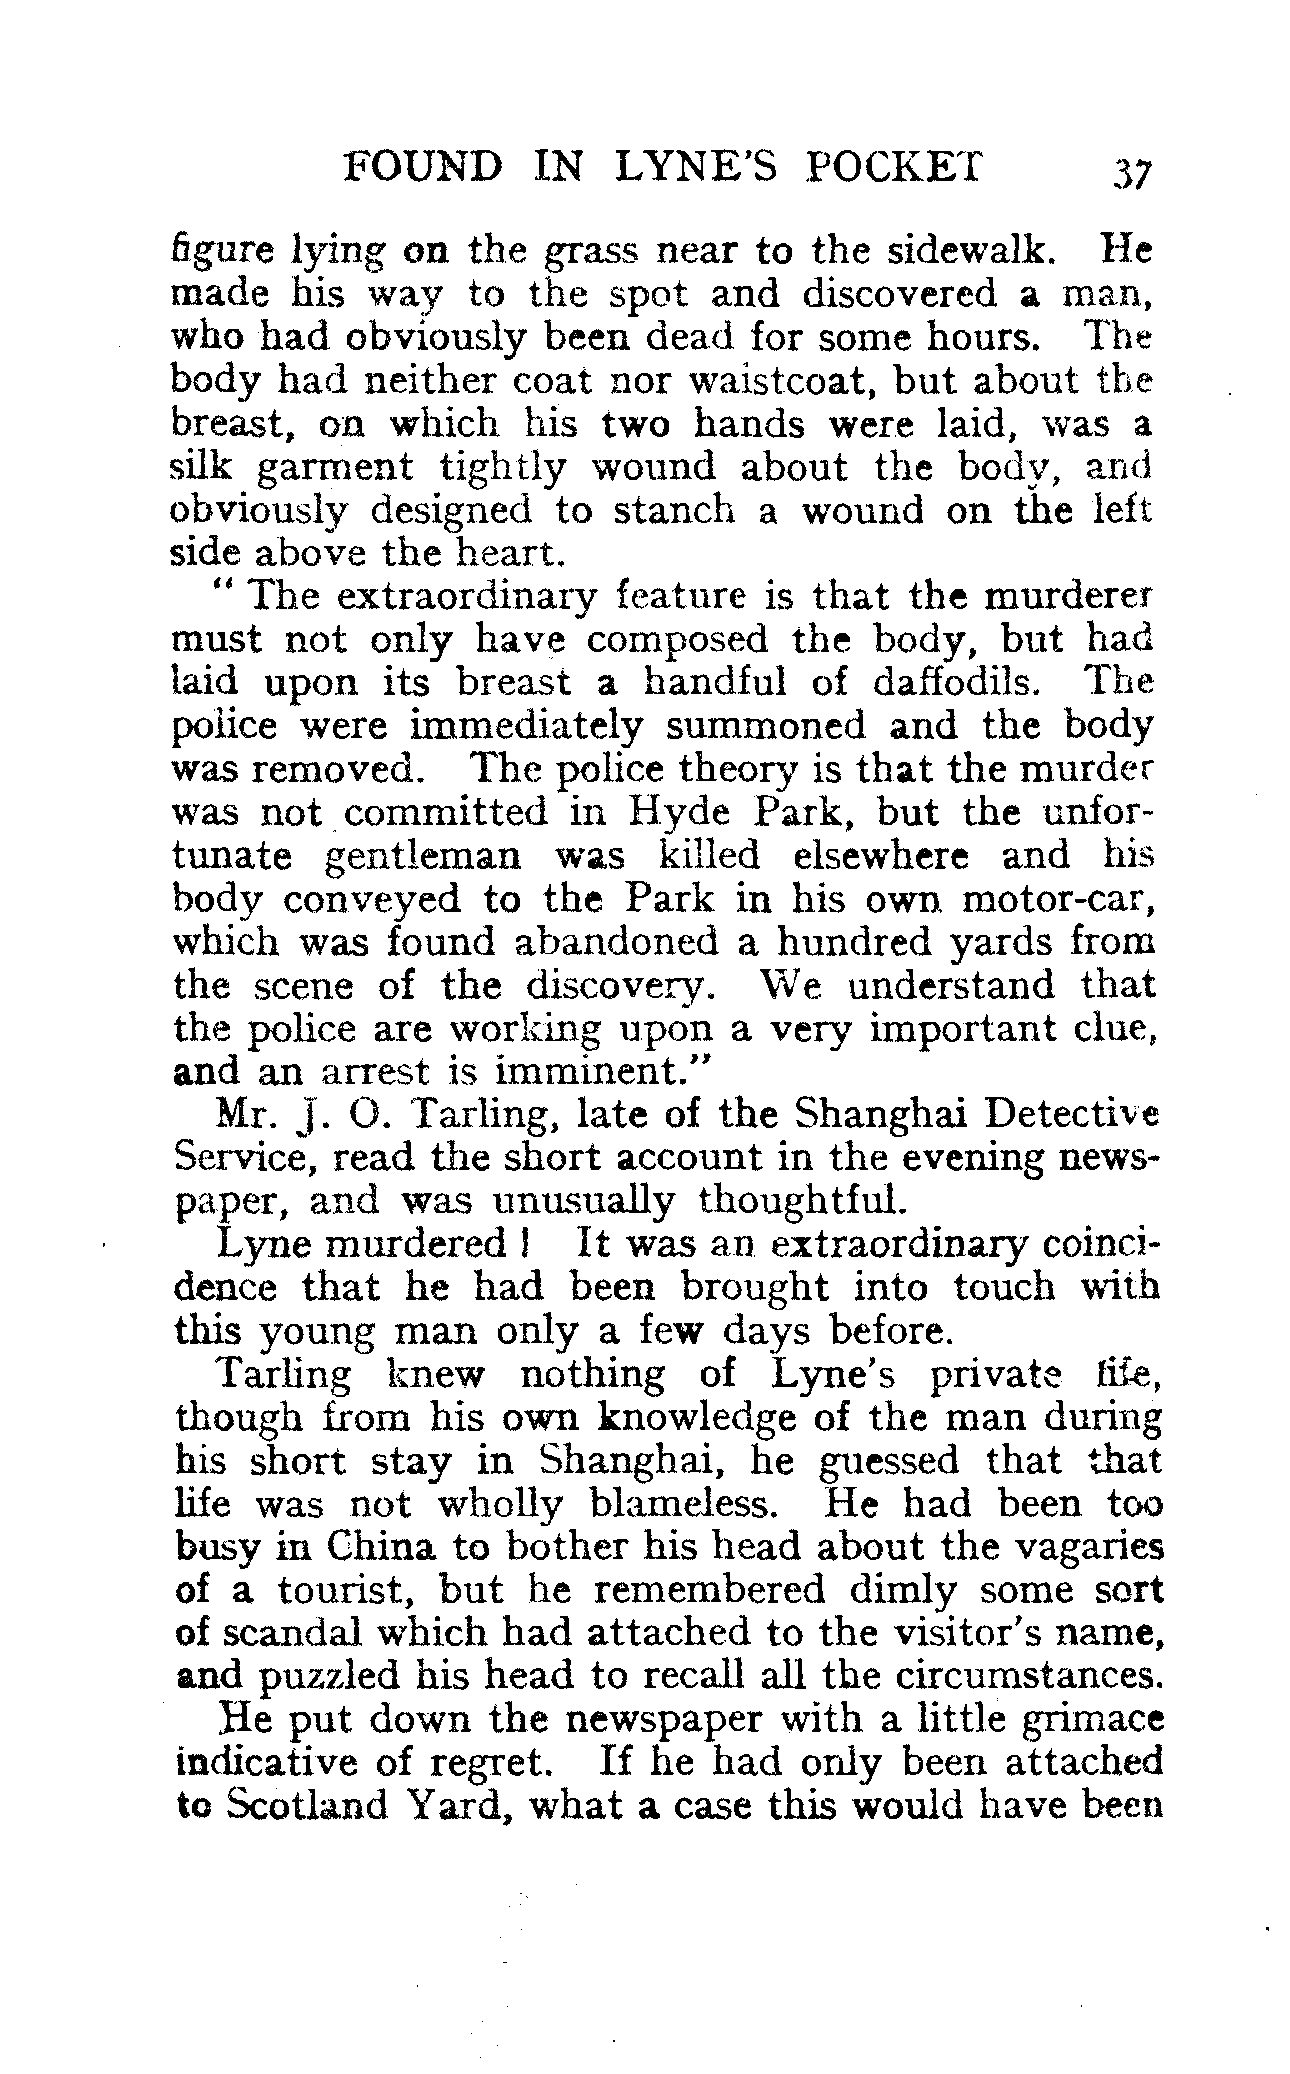 FOUND IN LYNE'S POCKET 37
figure lying on the grass near to the sidewalk. He
made his way to the spot and discovered a man,
who had obviously been dead for some hours. The
body had neither coat nor waistcoat, but about the
breast, on which his two hands were laid, was a
silk garment tightly wound about the body, and
obviously designed to stanch a wound on the left
side above the heart.
" The extraordinary feature is that the murderer
must not only have composed the body, but had
laid upon its breast a handful of daffodils. The
police were immediately summoned and the body
was removed. The police theory is that the murder
was not committed in Hyde Park, but the unfor-
tunate gentleman was killed elsewhere and his
body conveyed to the Park in his own motor-car,
which was found abandoned a hundred yards from
the scene of the discovery. We understand that
the police are working upon a very important clue,
and an arrest is imminent."
Mr. J. O. Tarling, late of the Shanghai Detective
Service, read the short account in the evening news-
paper, and was unusually thoughtful.
Lyne murdered ! It was an extraordinary coinci-
dence that he had been brought into touch with
this young man only a few days before.
Tarling knew nothing of Lyne's private life,
though from his own knowledge of the man during
his short stay in Shanghai, he guessed that that
life was not wholly blameless. He had been too
busy in China to bother his head about the vagaries
of a tourist, but he remembered dimly some sort
of scandal which had attached to the visitor's name,
and puzzled his head to recall all the circumstances.
He put down the newspaper with a little grimace
indicative of regret. If he had only been attached
to Scotland Yard, what a case this would have been